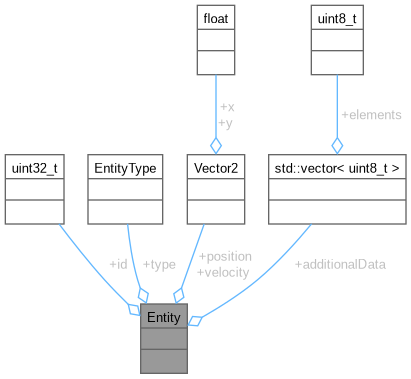 float
uint8_t
+x
+y
+elements
uint32_t
EntityType
Vector2
std::vector< uint8_t >
+id
+type
+position
+velocity
+additionalData
Entity